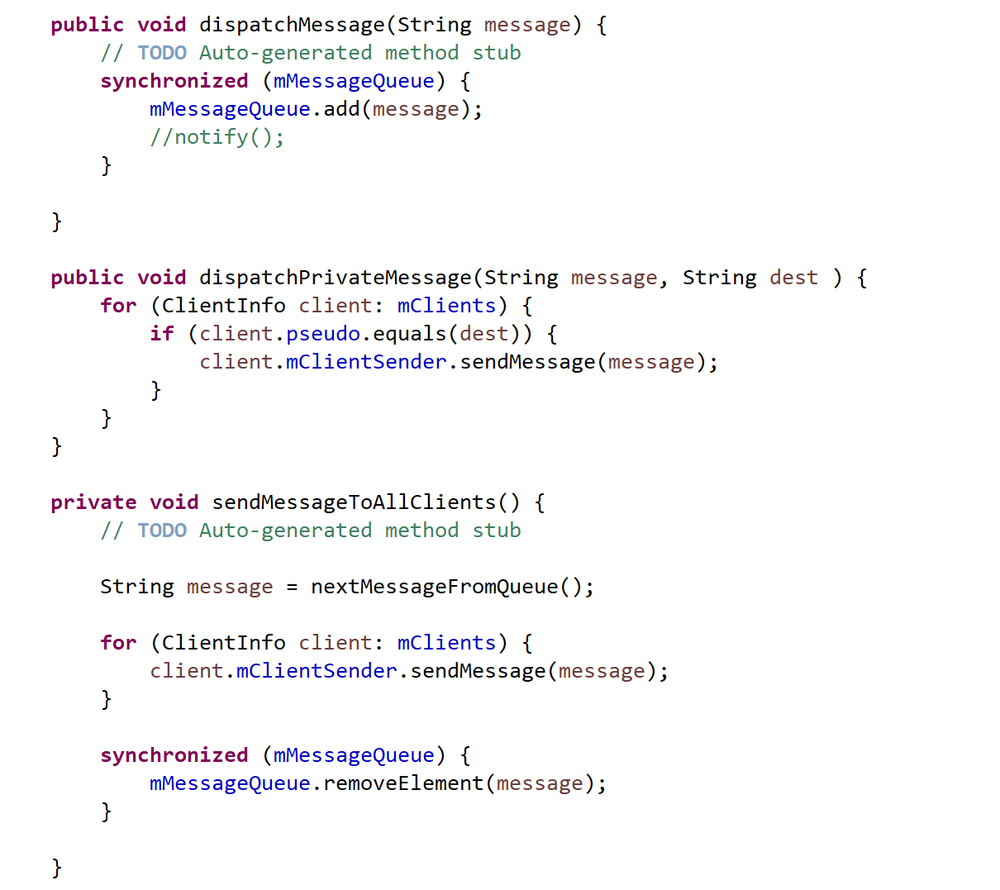 public void dispatchMessage(String message) {
// TODO Auto-generated method stub
synchronized (mMessageQueue) {
mMessageQueue.add(message);
//notify();
}
}
public void dispatchPrivateMessage(String message, String dest ) {
for (ClientInfo client: mClients) {
if (client.pseudo.equals(dest)) {
client.mClientSender.sendMessage(message);
}
}
}
private void sendMessageToAllClients() {
// TODO Auto-generated method stub
String message = nextMessageFromQueue();
for (ClientInfo client: mClients) {
client.mClientSender.sendMessage(message);
}
synchronized (mMessageQueue) {
mMessageQueue.removeElement(message);
}
}